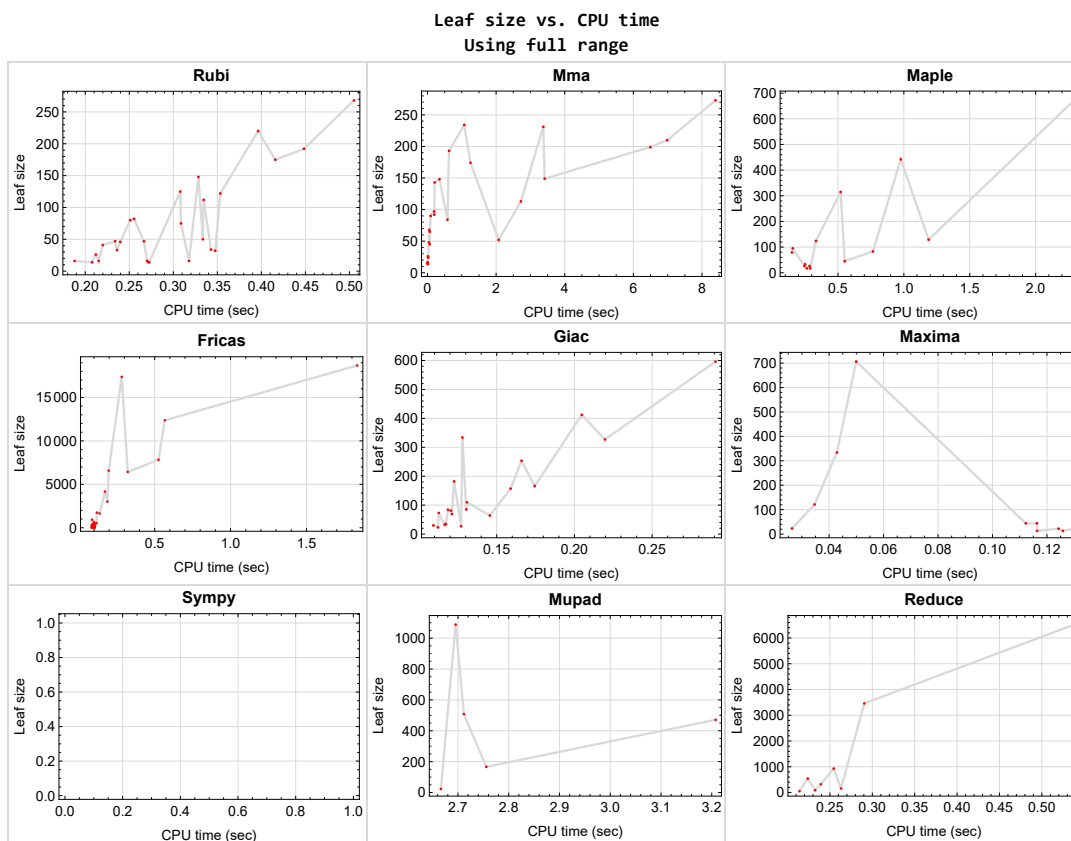 Leaf size vs. CPU time
Using full range
Rubi
Leaf size
250
200
150
100
50
0
0.20 0.25 0.30 0.35 0.40 0.45 0.50
CPU time (sec)
Mma
Leaf size
250
200
150
100
50
0
0 2 4 6 8
CPU time (sec)
Maple
Leaf size
700
600
500
400
300
200
100
0
0.5 1.0 1.5 2.0
CPU time (sec)
Fricas
Leaf size
15000
10000
5000
0
0.5 1.0 1.5
CPU time (sec)
Giac
Leaf size
600
500
400
300
200
100
0
0.15 0.20 0.25
CPU time (sec)
Maxima
Leaf size
700
600
500
400
300
200
100
0
0.04 0.06 0.08 0.10 0.12
CPU time (sec)
Sympy
Leaf size
1.0
0.8
0.6
0.4
0.2
0.0
0.0 0.2 0.4 0.6 0.8 1.0
CPU time (sec)
Mupad
Leaf size
1000
800
600
400
200
0
2.7 2.8 2.9 3.0 3.1 3.2
CPU time (sec)
Reduce
Leaf size
6000
5000
4000
3000
2000
1000
0
0.25 0.30 0.35 0.40 0.45 0.50
CPU time (sec)